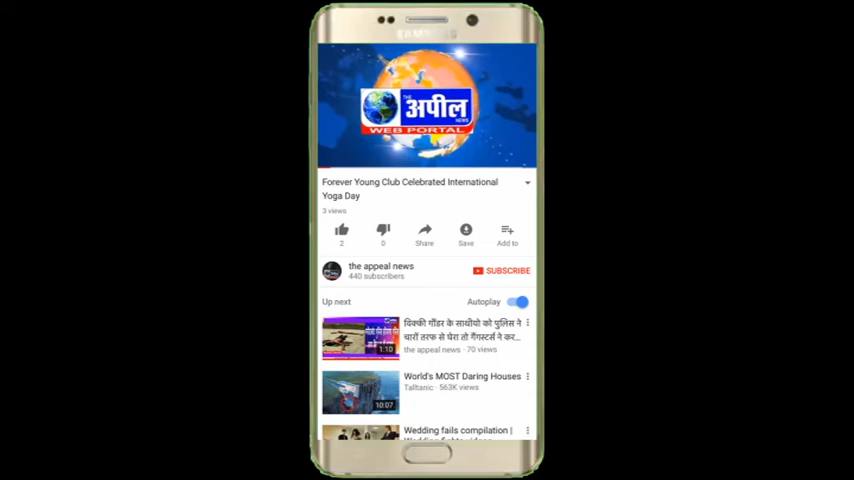 SAMSUNG
THE
अपील
NEWS
WEB PORTAL
Forever Young Club Celebrated International
Yoga Day
3 views
2
0
Share
Save
Add to
the appeal news
440 subscribers
SUBSCRIBE
Up next
Autoplay
विक्की गौंडर के साथीयो को पुलिस ने
चारों तरफ से घेरा तो गैंगस्टर्स ने कर...
the appeal news · 70 views
1:10
World's MOST Daring Houses
Talltanic · 563K views
10:07
Wedding fails compilation |